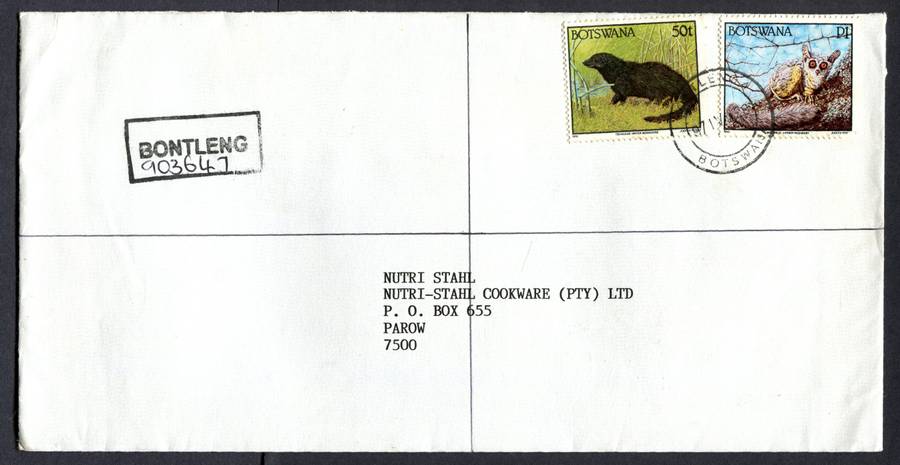 BOTSWANA 50t
BOTSWANA P1
BOTSWANA
BONTLENG
903647
NUTRI STAHL
NUTRI-STAHL COOKWARE (PTY) LTD
P. O. BOX 655
PAROW
7500